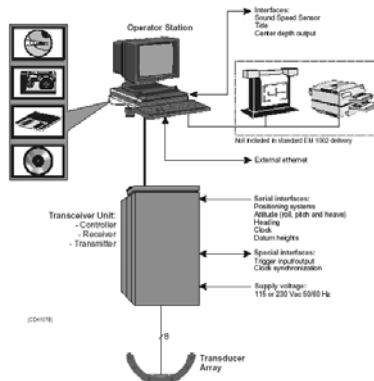 Operator Station
Interfaces:
Sound Speed Sensor
Tide
Center depth output
Not included in standard EM 1002 delivery
External ethernet
Transceiver Unit:
- Controller
- Receiver
- Transmitter
Serial interfaces:
Positioning systems
Attitude (roll, pitch and heave)
Heading
Clock
Datum heights
Special interfaces:
Trigger input/output
Clock synchronization
Supply voltage:
115 or 230 Vac 50/60 Hz
8
Transducer
Array